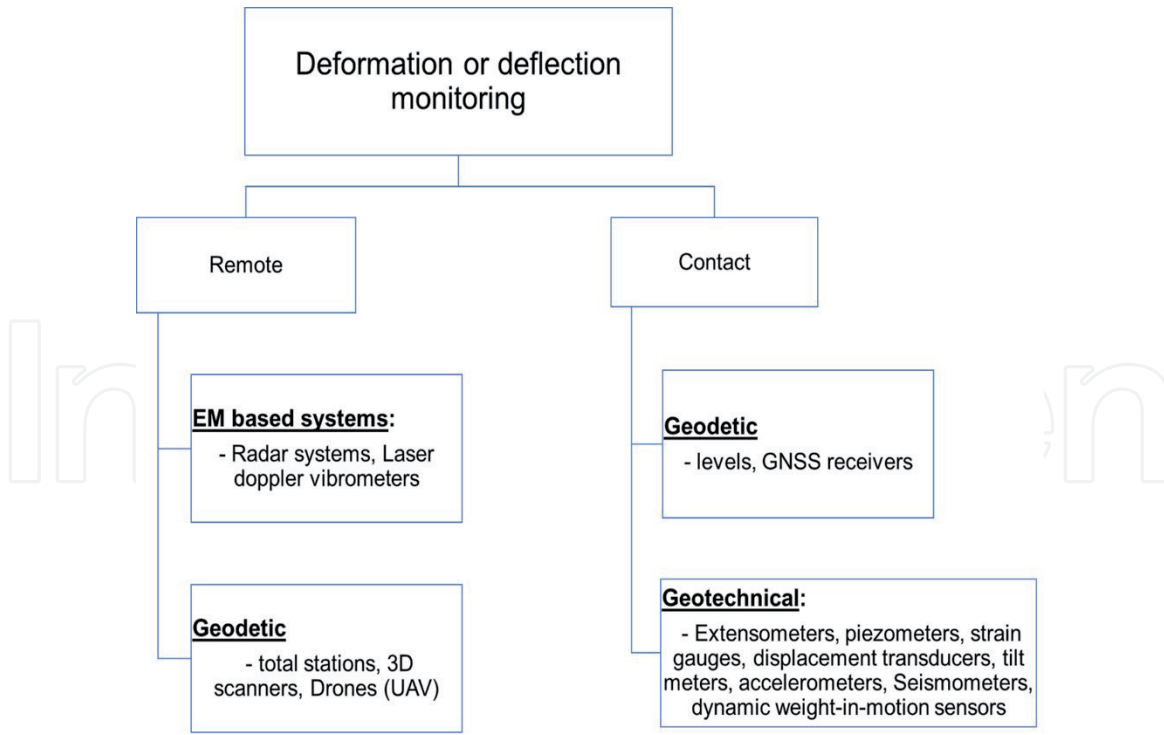 Deformation or deflection
monitoring
Remote
Contact
EM based systems:
- Radar systems, Laser
doppler vibrometers
Geodetic
- total stations, 3D
scanners, Drones (UAV)
Geodetic
- levels, GNSS receivers
Geotechnical:
- Extensometers, piezometers, strain
gauges, displacement transducers, tilt
meters, accelerometers, Seismometers,
dynamic weight-in-motion sensors